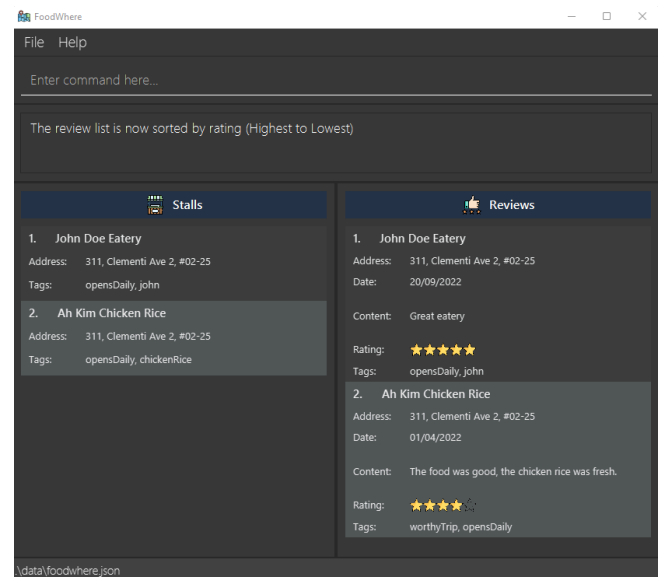 FoodWhere
File Help
Enter command here...
The review list is now sorted by rating (Highest to Lowest)
Stalls
1. John Doe Eatery
Address: 311, Clementi Ave 2, #02-25
Tags: opensDaily, john
2. Ah Kim Chicken Rice
Address: 311, Clementi Ave 2, #02-25
Tags: opensDaily, chickenRice
Reviews
1. John Doe Eatery
Address: 311, Clementi Ave 2, #02-25
Date: 20/09/2022
Content: Great eatery
Rating:
Tags: opensDaily, john
2. Ah Kim Chicken Rice
Address: 311, Clementi Ave 2, #02-25
Date: 01/04/2022
Content: The food was good, the chicken rice was fresh.
Rating:
Tags: worthyTrip, opensDaily
.\data\foodwhere.json